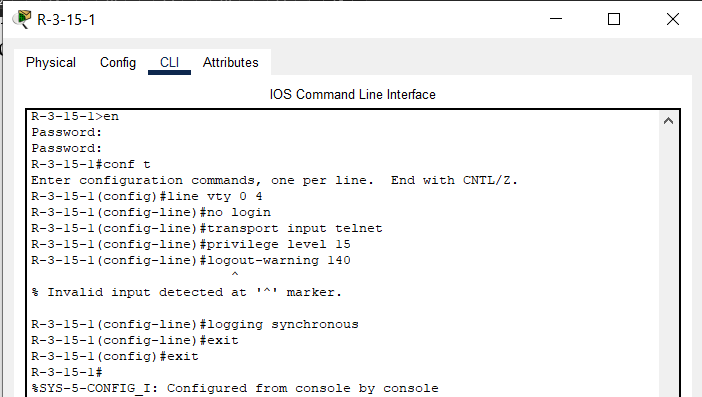 R-3-15-1
Physical Config CLI Attributes
IOS Command Line Interface
R-3-15-1>en
Password:
Password:
R-3-15-1#conf t
Enter configuration commands, one per line.  End with CNTL/Z.
R-3-15-1(config)#line vty 0 4
R-3-15-1(config-line)#no login
R-3-15-1(config-line)#transport input telnet
R-3-15-1(config-line)#privilege level 15
R-3-15-1(config-line)#logout-warning 140
^
% Invalid input detected at '^' marker.
R-3-15-1(config-line)#logging synchronous
R-3-15-1(config-line)#exit
R-3-15-1(config)#exit
R-3-15-1#
%SYS-5-CONFIG_I: Configured from console by console